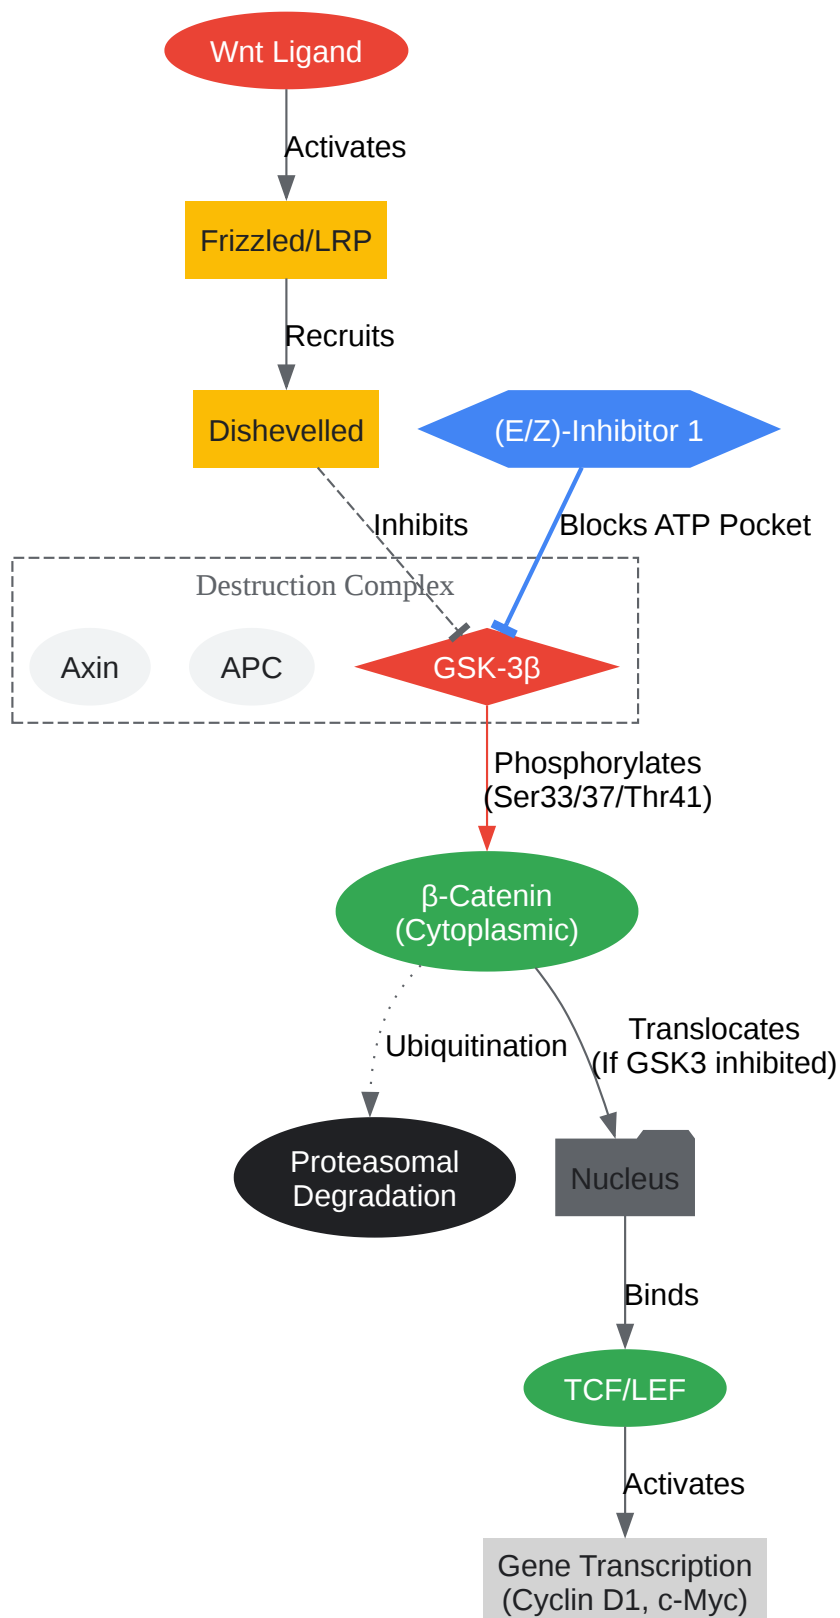 Wnt Ligand
Activates
Frizzled/LRP
Recruits
Dishevelled
(E/Z)-Inhibitor 1
Inhibits
Blocks ATP Pocket
Destruction Complex
Axin
APC
GSK-3β
Phosphorylates
(Ser33/37/Thr41)
β-Catenin
(Cytoplasmic)
Ubiquitination
Translocates
(If GSK3 inhibited)
Proteasomal
Degradation
Nucleus
Binds
TCF/LEF
Activates
Gene Transcription
(Cyclin D1, c-Myc)